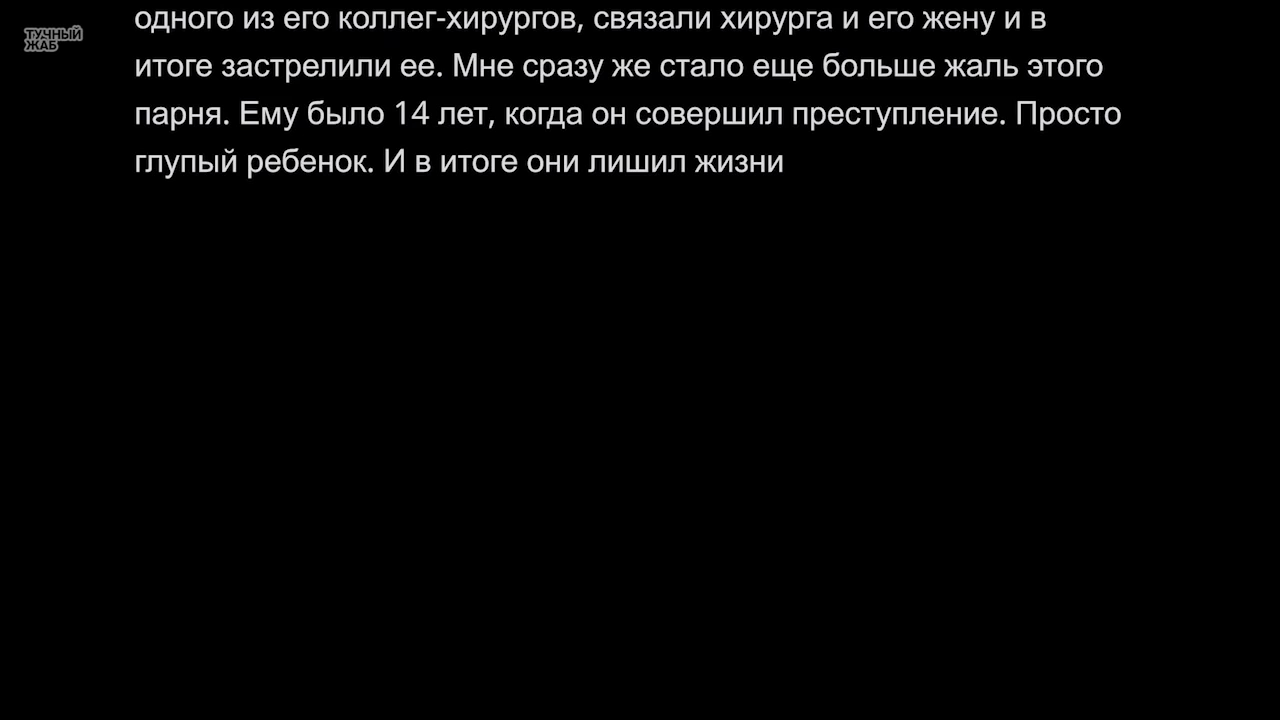 ТУЧНЫЙ
ЖАБ
одного из его коллег-хирургов, связали хирурга и его жену и в
итоге застрелили ее. Мне сразу же стало еще больше жаль этого
парня. Ему было 14 лет, когда он совершил преступление. Просто
глупый ребенок. И в итоге они лишил жизни